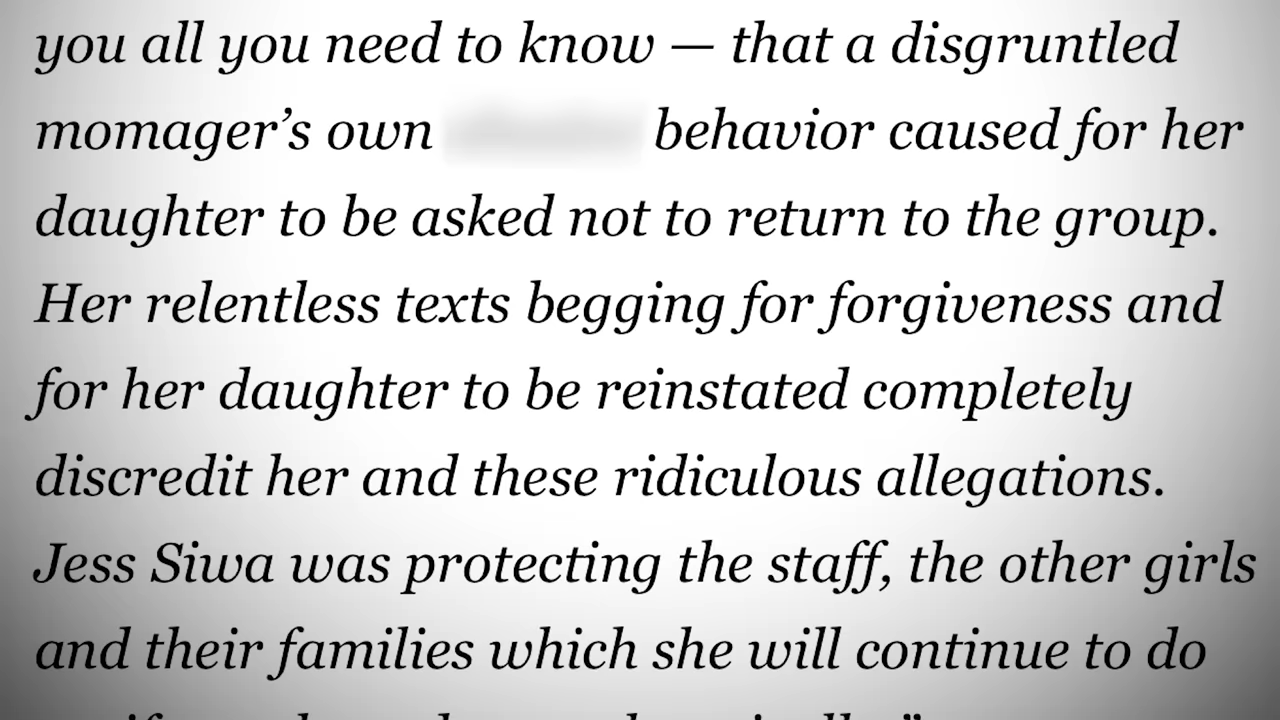 you all you need to know — that a disgruntled
momager’s own behavior caused for her
daughter to be asked not to return to the group.
Her relentless texts begging for forgiveness and
for her daughter to be reinstated completely
discredit her and these ridiculous allegations.
Jess Siwa was protecting the staff, the other girls
and their families which she will continue to do